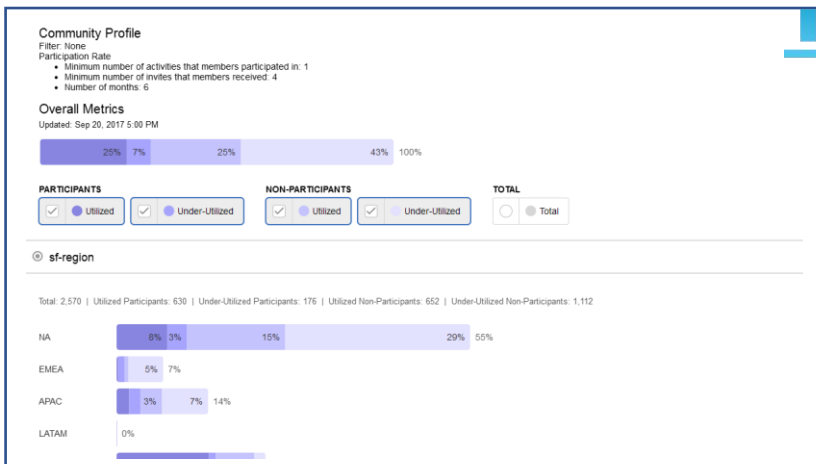 Community Profile
Filter: None
Participation Rate
• Minimum number of activities that members participated in: 1
• Minimum number of invites that members received: 4
• Number of months: 6
Overall Metrics
Updated: Sep 20, 2017 5:00 PM
25% 7% 25% 43% 100%
PARTICIPANTS NON-PARTICIPANTS TOTAL
Utilized Under-Utilized Utilized Under-Utilized Total
sf-region
Total: 2,570 | Utilized Participants: 630 | Under-Utilized Participants: 176 | Utilized Non-Participants: 652 | Under-Utilized Non-Participants: 1,112
NA 8% 3% 15% 29% 55%
EMEA 5% 7%
APAC 3% 7% 14%
LATAM 0%